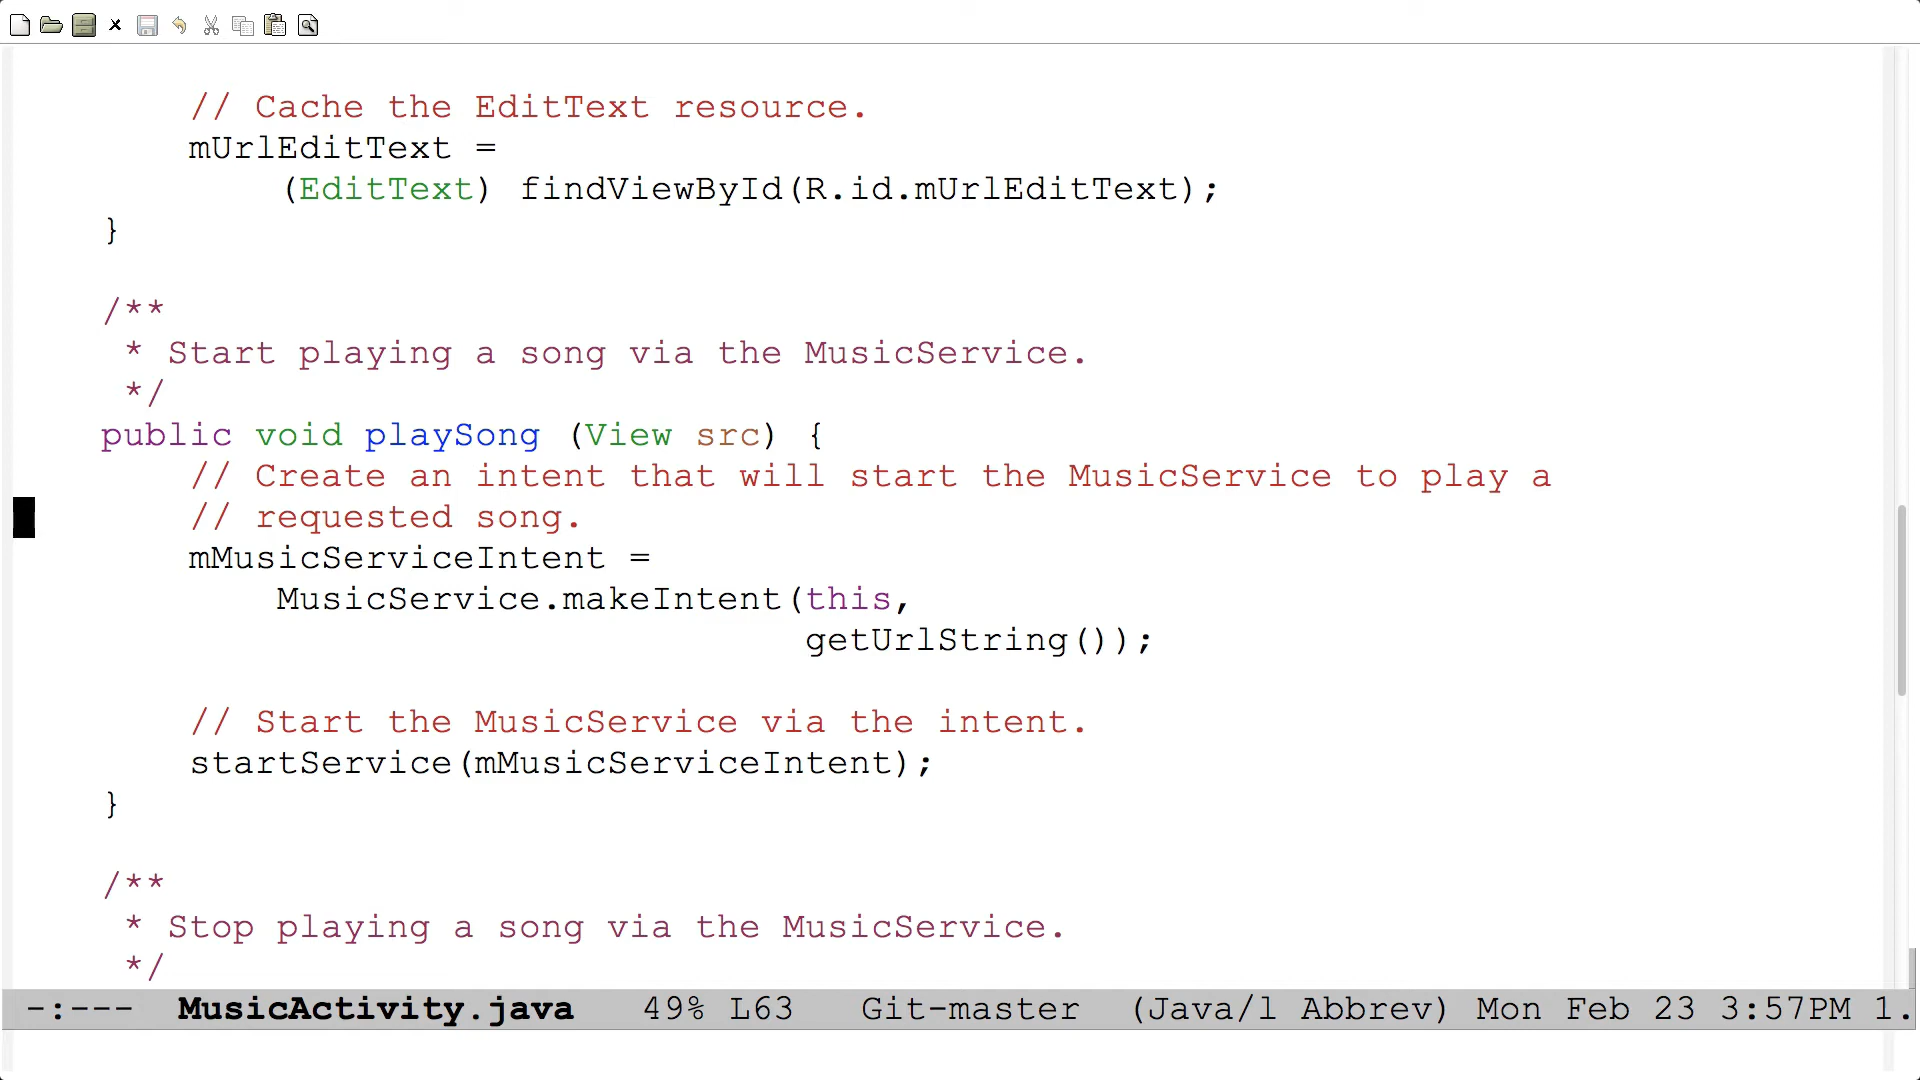 // Cache the EditText resource.
mUrlEditText =
(EditText) findViewById(R.id.mUrlEditText);
}
/**
* Start playing a song via the MusicService.
*/
public void playSong (View src) {
// Create an intent that will start the MusicService to play a
// requested song.
mMusicServiceIntent =
MusicService.makeIntent(this,
getUrlString());
// Start the MusicService via the intent.
startService(mMusicServiceIntent);
}
/**
* Stop playing a song via the MusicService.
*/
-:--- MusicActivity.java 49% L63 Git-master (Java/l Abbrev) Mon Feb 23 3:57PM 1.